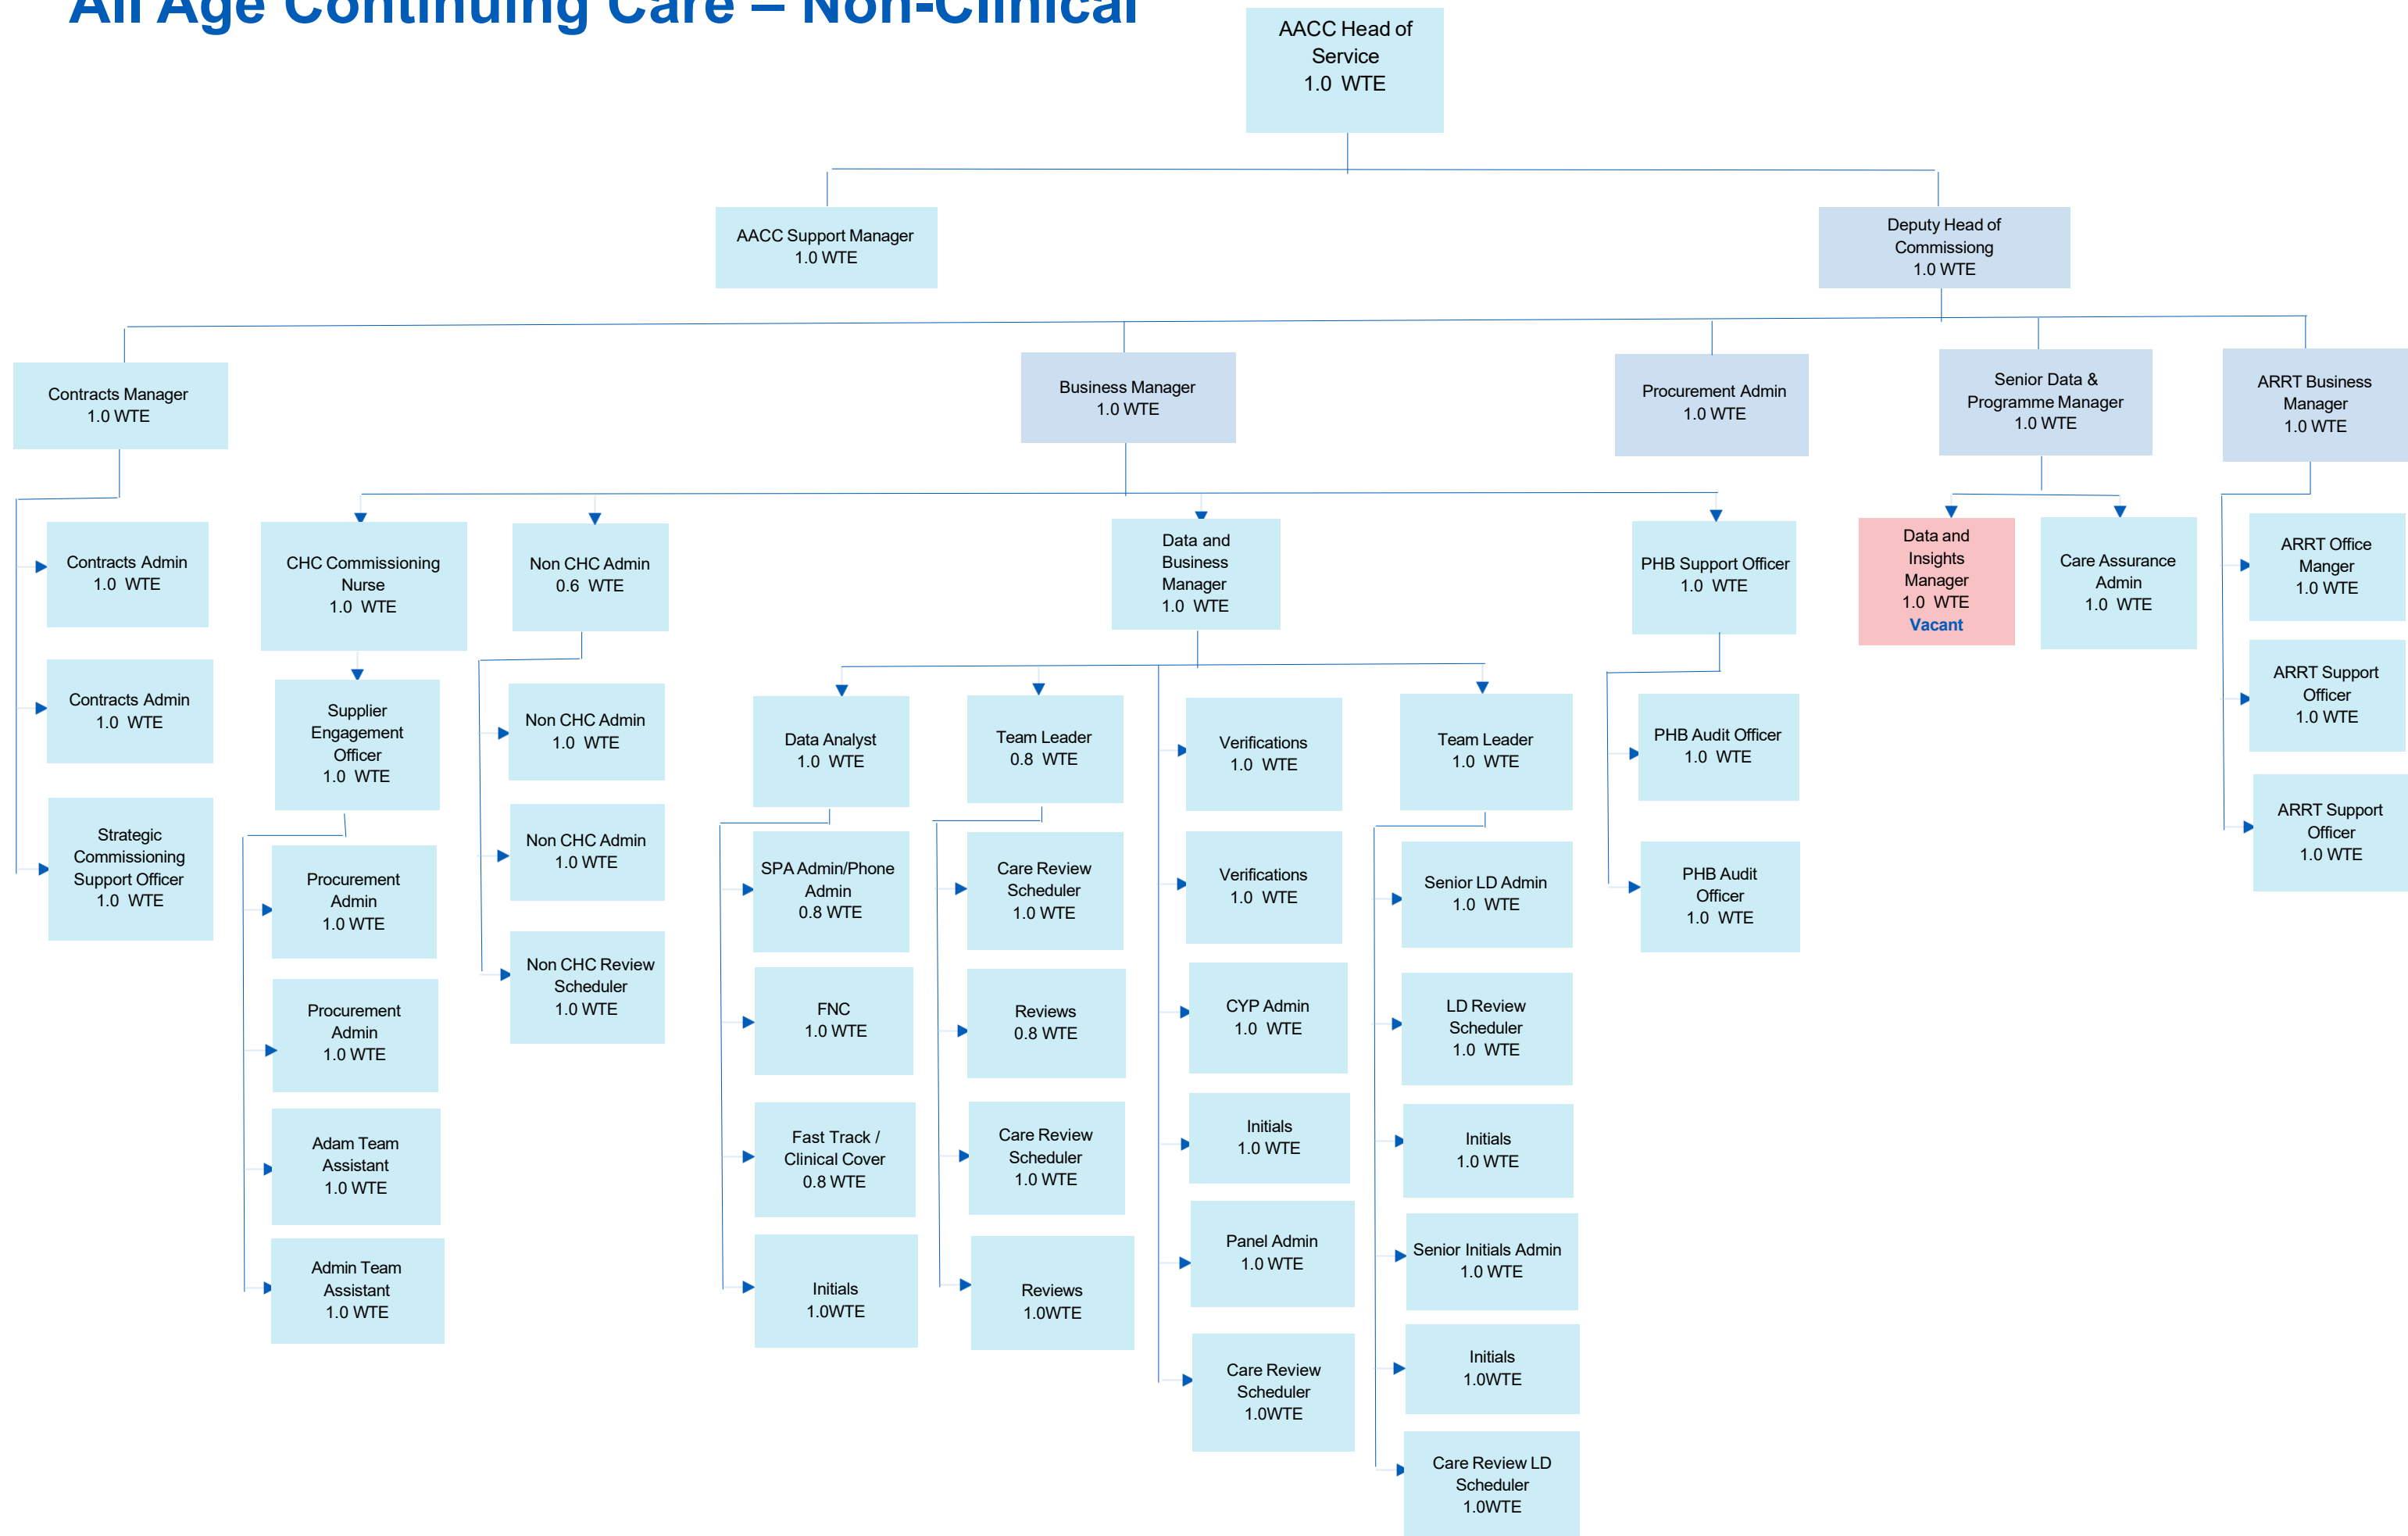 All Age Continuing Care – Non-Clinical
AACC Head of
Service
1.0 WTE
AACC Support Manager
1.0 WTE
Deputy Head of
Commissiong
1.0 WTE
Contracts Manager
1.0 WTE
Business Manager
1.0 WTE
Procurement Admin
1.0 WTE
Senior Data &
Programme Manager
1.0 WTE
ARRT Business
Manager
1.0 WTE
Contracts Admin
1.0 WTE
Contracts Admin
1.0 WTE
Strategic
Commissioning
Support Officer
1.0 WTE
CHC Commissioning
Nurse
1.0 WTE
Supplier
Engagement
Officer
1.0 WTE
Procurement
Admin
1.0 WTE
Procurement
Admin
1.0 WTE
Adam Team
Assistant
1.0 WTE
Admin Team
Assistant
1.0 WTE
Non CHC Admin
0.6 WTE
Non CHC Admin
1.0 WTE
Non CHC Admin
1.0 WTE
Non CHC Review
Scheduler
1.0 WTE
Data and
Business
Manager
1.0 WTE
Data Analyst
1.0 WTE
SPA Admin/Phone
Admin
0.8 WTE
FNC
1.0 WTE
Fast Track /
Clinical Cover
0.8 WTE
Initials
1.0WTE
Team Leader
0.8 WTE
Care Review
Scheduler
1.0 WTE
Reviews
0.8 WTE
Care Review
Scheduler
1.0 WTE
Reviews
1.0WTE
Verifications
1.0 WTE
Verifications
1.0 WTE
CYP Admin
1.0 WTE
Initials
1.0 WTE
Panel Admin
1.0 WTE
Care Review
Scheduler
1.0WTE
Team Leader
1.0 WTE
Senior LD Admin
1.0 WTE
LD Review
Scheduler
1.0 WTE
Initials
1.0 WTE
Senior Initials Admin
1.0 WTE
Initials
1.0WTE
Care Review LD
Scheduler
1.0WTE
PHB Support Officer
1.0 WTE
PHB Audit Officer
1.0 WTE
PHB Audit
Officer
1.0 WTE
Data and
Insights
Manager
1.0 WTE
Vacant
Care Assurance
Admin
1.0 WTE
ARRT Office
Manger
1.0 WTE
ARRT Support
Officer
1.0 WTE
ARRT Support
Officer
1.0 WTE